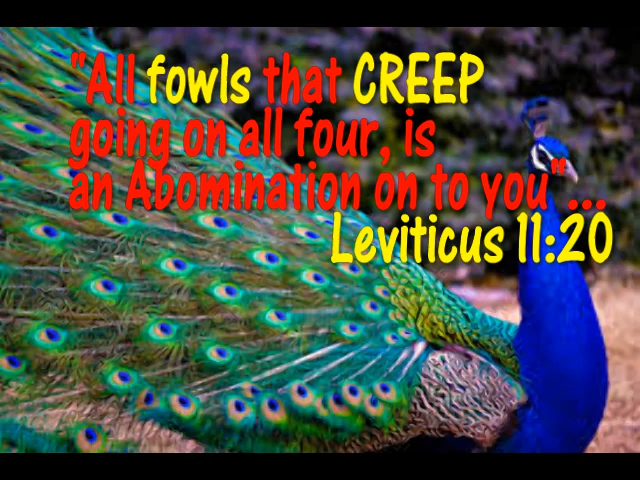 "All fowls that CREEP
going on all four, is
an Abomination on to you"...
Leviticus 11:20